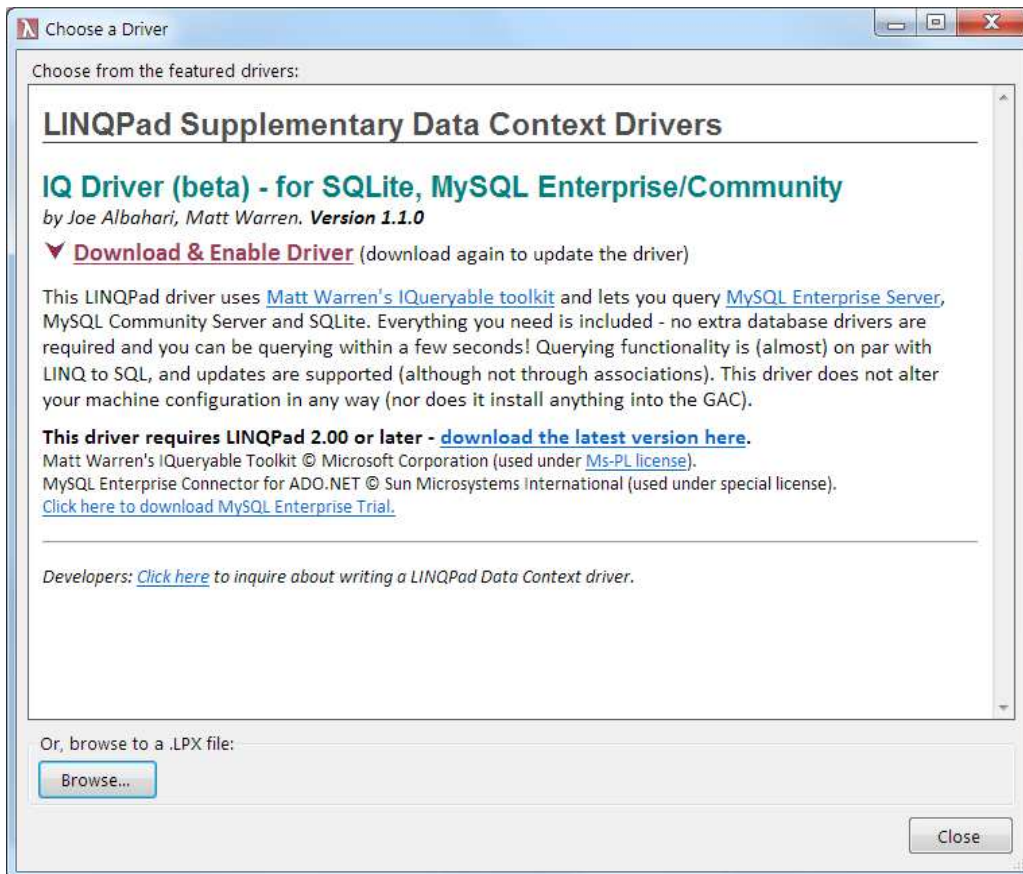 Choose a Driver
Choose from the featured drivers:
LINQPad Supplementary Data Context Drivers
IQ Driver (beta) - for SQLite, MySQL Enterprise/Community
by Joe Albahari, Matt Warren. Version 1.1.0
Download & Enable Driver (download again to update the driver)
This LINQPad driver uses Matt Warren's IQueryable toolkit and lets you query MySQL Enterprise Server,
MySQL Community Server and SQLite. Everything you need is included - no extra database drivers are
required and you can be querying within a few seconds! Querying functionality is (almost) on par with
LINQ to SQL, and updates are supported (although not through associations). This driver does not alter
your machine configuration in any way (nor does it install anything into the GAC).
This driver requires LINQPad 2.00 or later - download the latest version here.
Matt Warren's IQueryable Toolkit © Microsoft Corporation (used under Ms-PL license).
MySQL Enterprise Connector for ADO.NET © Sun Microsystems International (used under special license).
Click here to download MySQL Enterprise Trial.
Developers: Click here to inquire about writing a LINQPad Data Context driver.
Or, browse to a .LPX file:
Browse...
Close